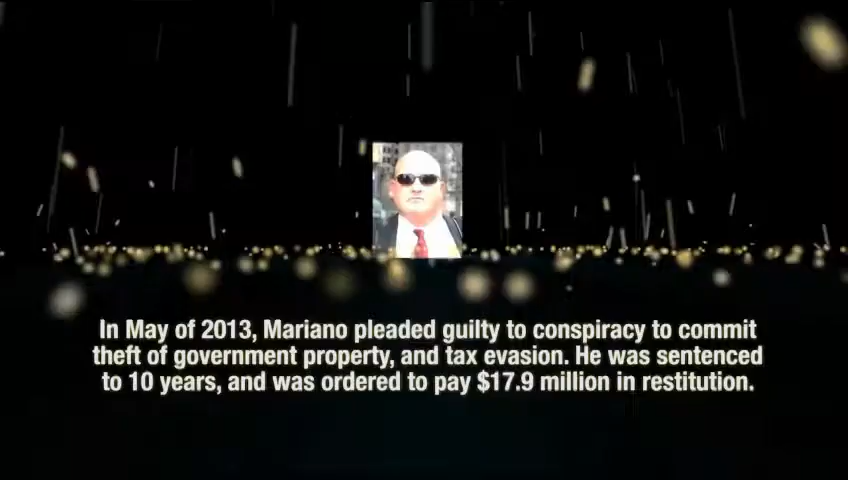 In May of 2013, Mariano pleaded guilty to conspiracy to commit
theft of government property, and tax evasion. He was sentenced
to 10 years, and was ordered to pay $17.9 million in restitution.